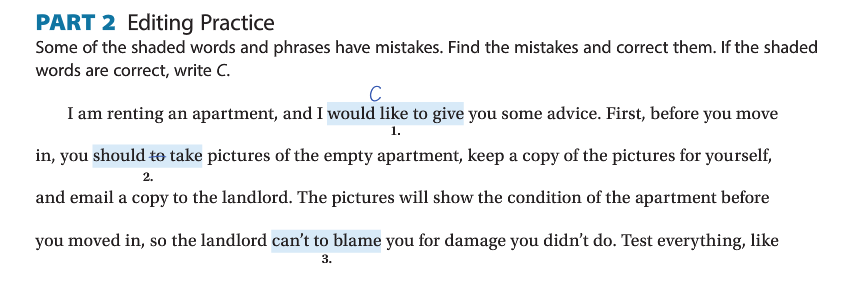 PART 2 Editing Practice
Some of the shaded words and phrases have mistakes. Find the mistakes and correct them. If the shaded
words are correct, write C.
C
I am renting an apartment, and I would like to give you some advice. First, before you move
1.
in, you should to take pictures of the empty apartment, keep a copy of the pictures for yourself,
2.
and email a copy to the landlord. The pictures will show the condition of the apartment before
you moved in, so the landlord can't to blame you for damage you didn't do. Test everything, like
3.